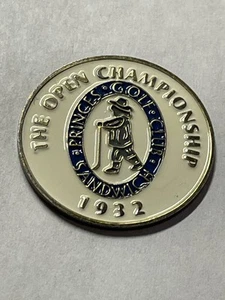 THE OPEN CHAMPIONSHIP
PRINCES · GOLF · CLUB
SANDWICH
1932